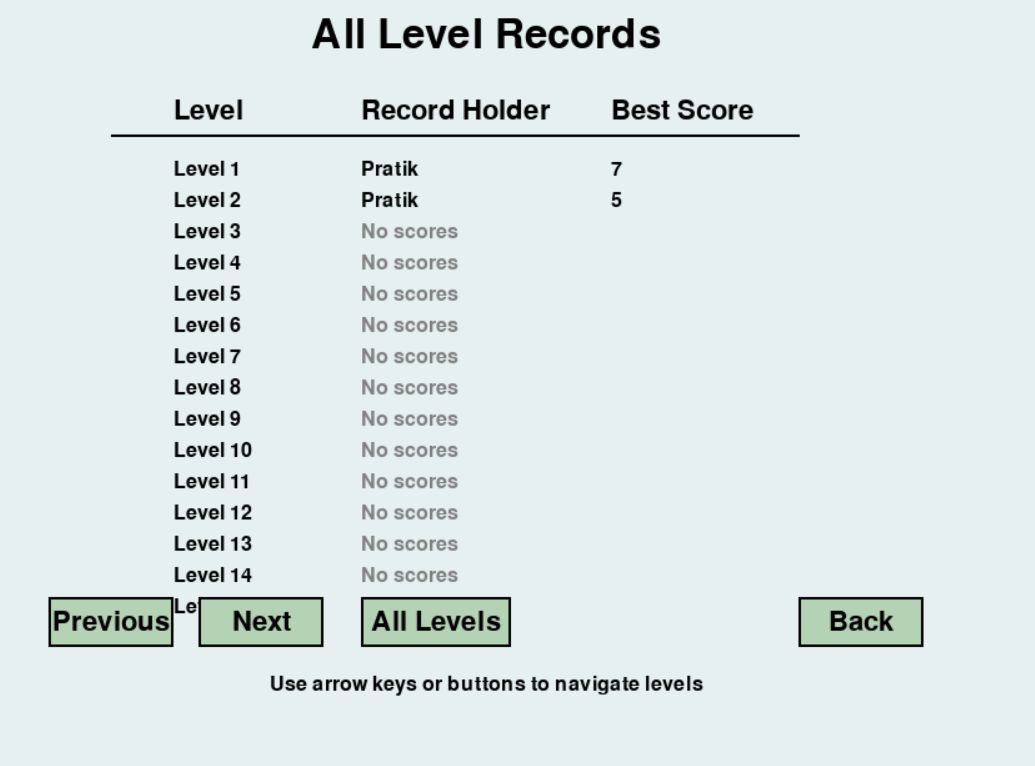 All Level Records
Level Record Holder Best Score
Level 1 Pratik 7
Level 2 Pratik 5
Level 3 No scores
Level 4 No scores
Level 5 No scores
Level 6 No scores
Level 7 No scores
Level 8 No scores
Level 9 No scores
Level 10 No scores
Level 11 No scores
Level 12 No scores
Level 13 No scores
Level 14 No scores
Previous Next All Levels Back
Use arrow keys or buttons to navigate levels